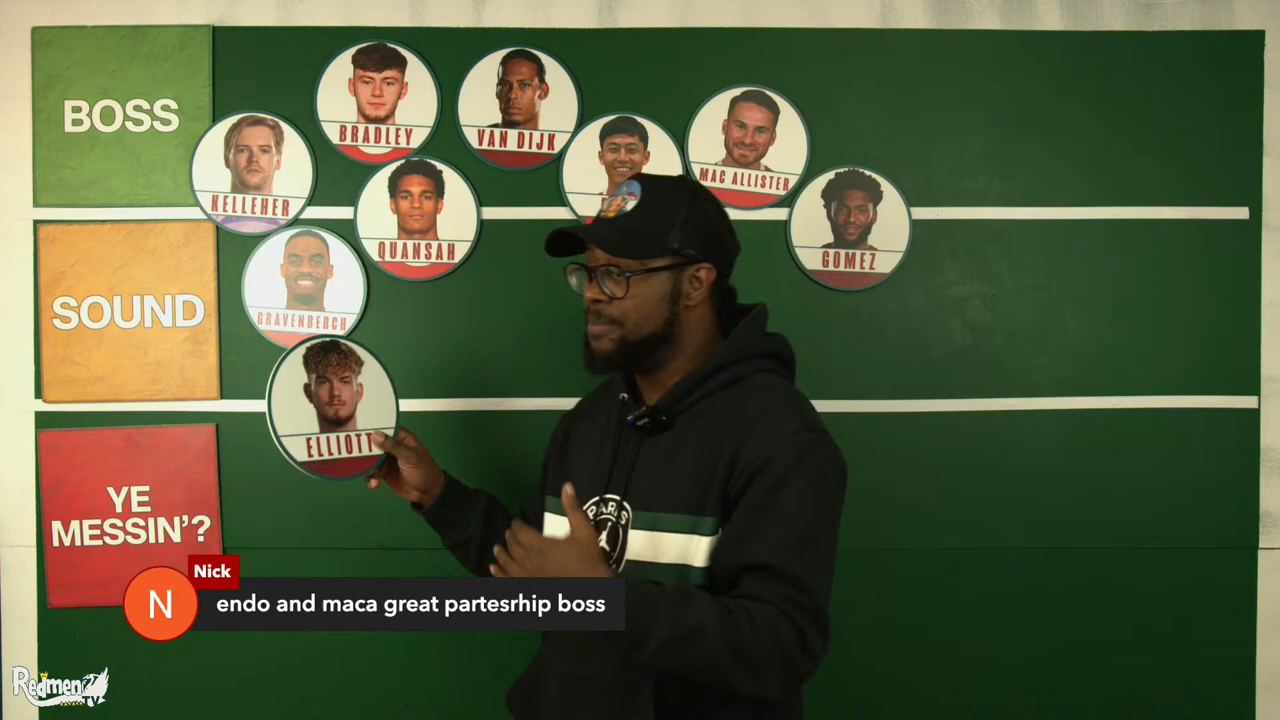 BOSS
BRADLEY
VAN DIJK
MAC ALLISTER
KELLEHER
QUANSAH
GOMEZ
SOUND
GRAVENBERCH
ELLIOTT
PARIS
YE
MESSIN'?
Nick
N
endo and maca great partesrhip boss
Redmen
TV